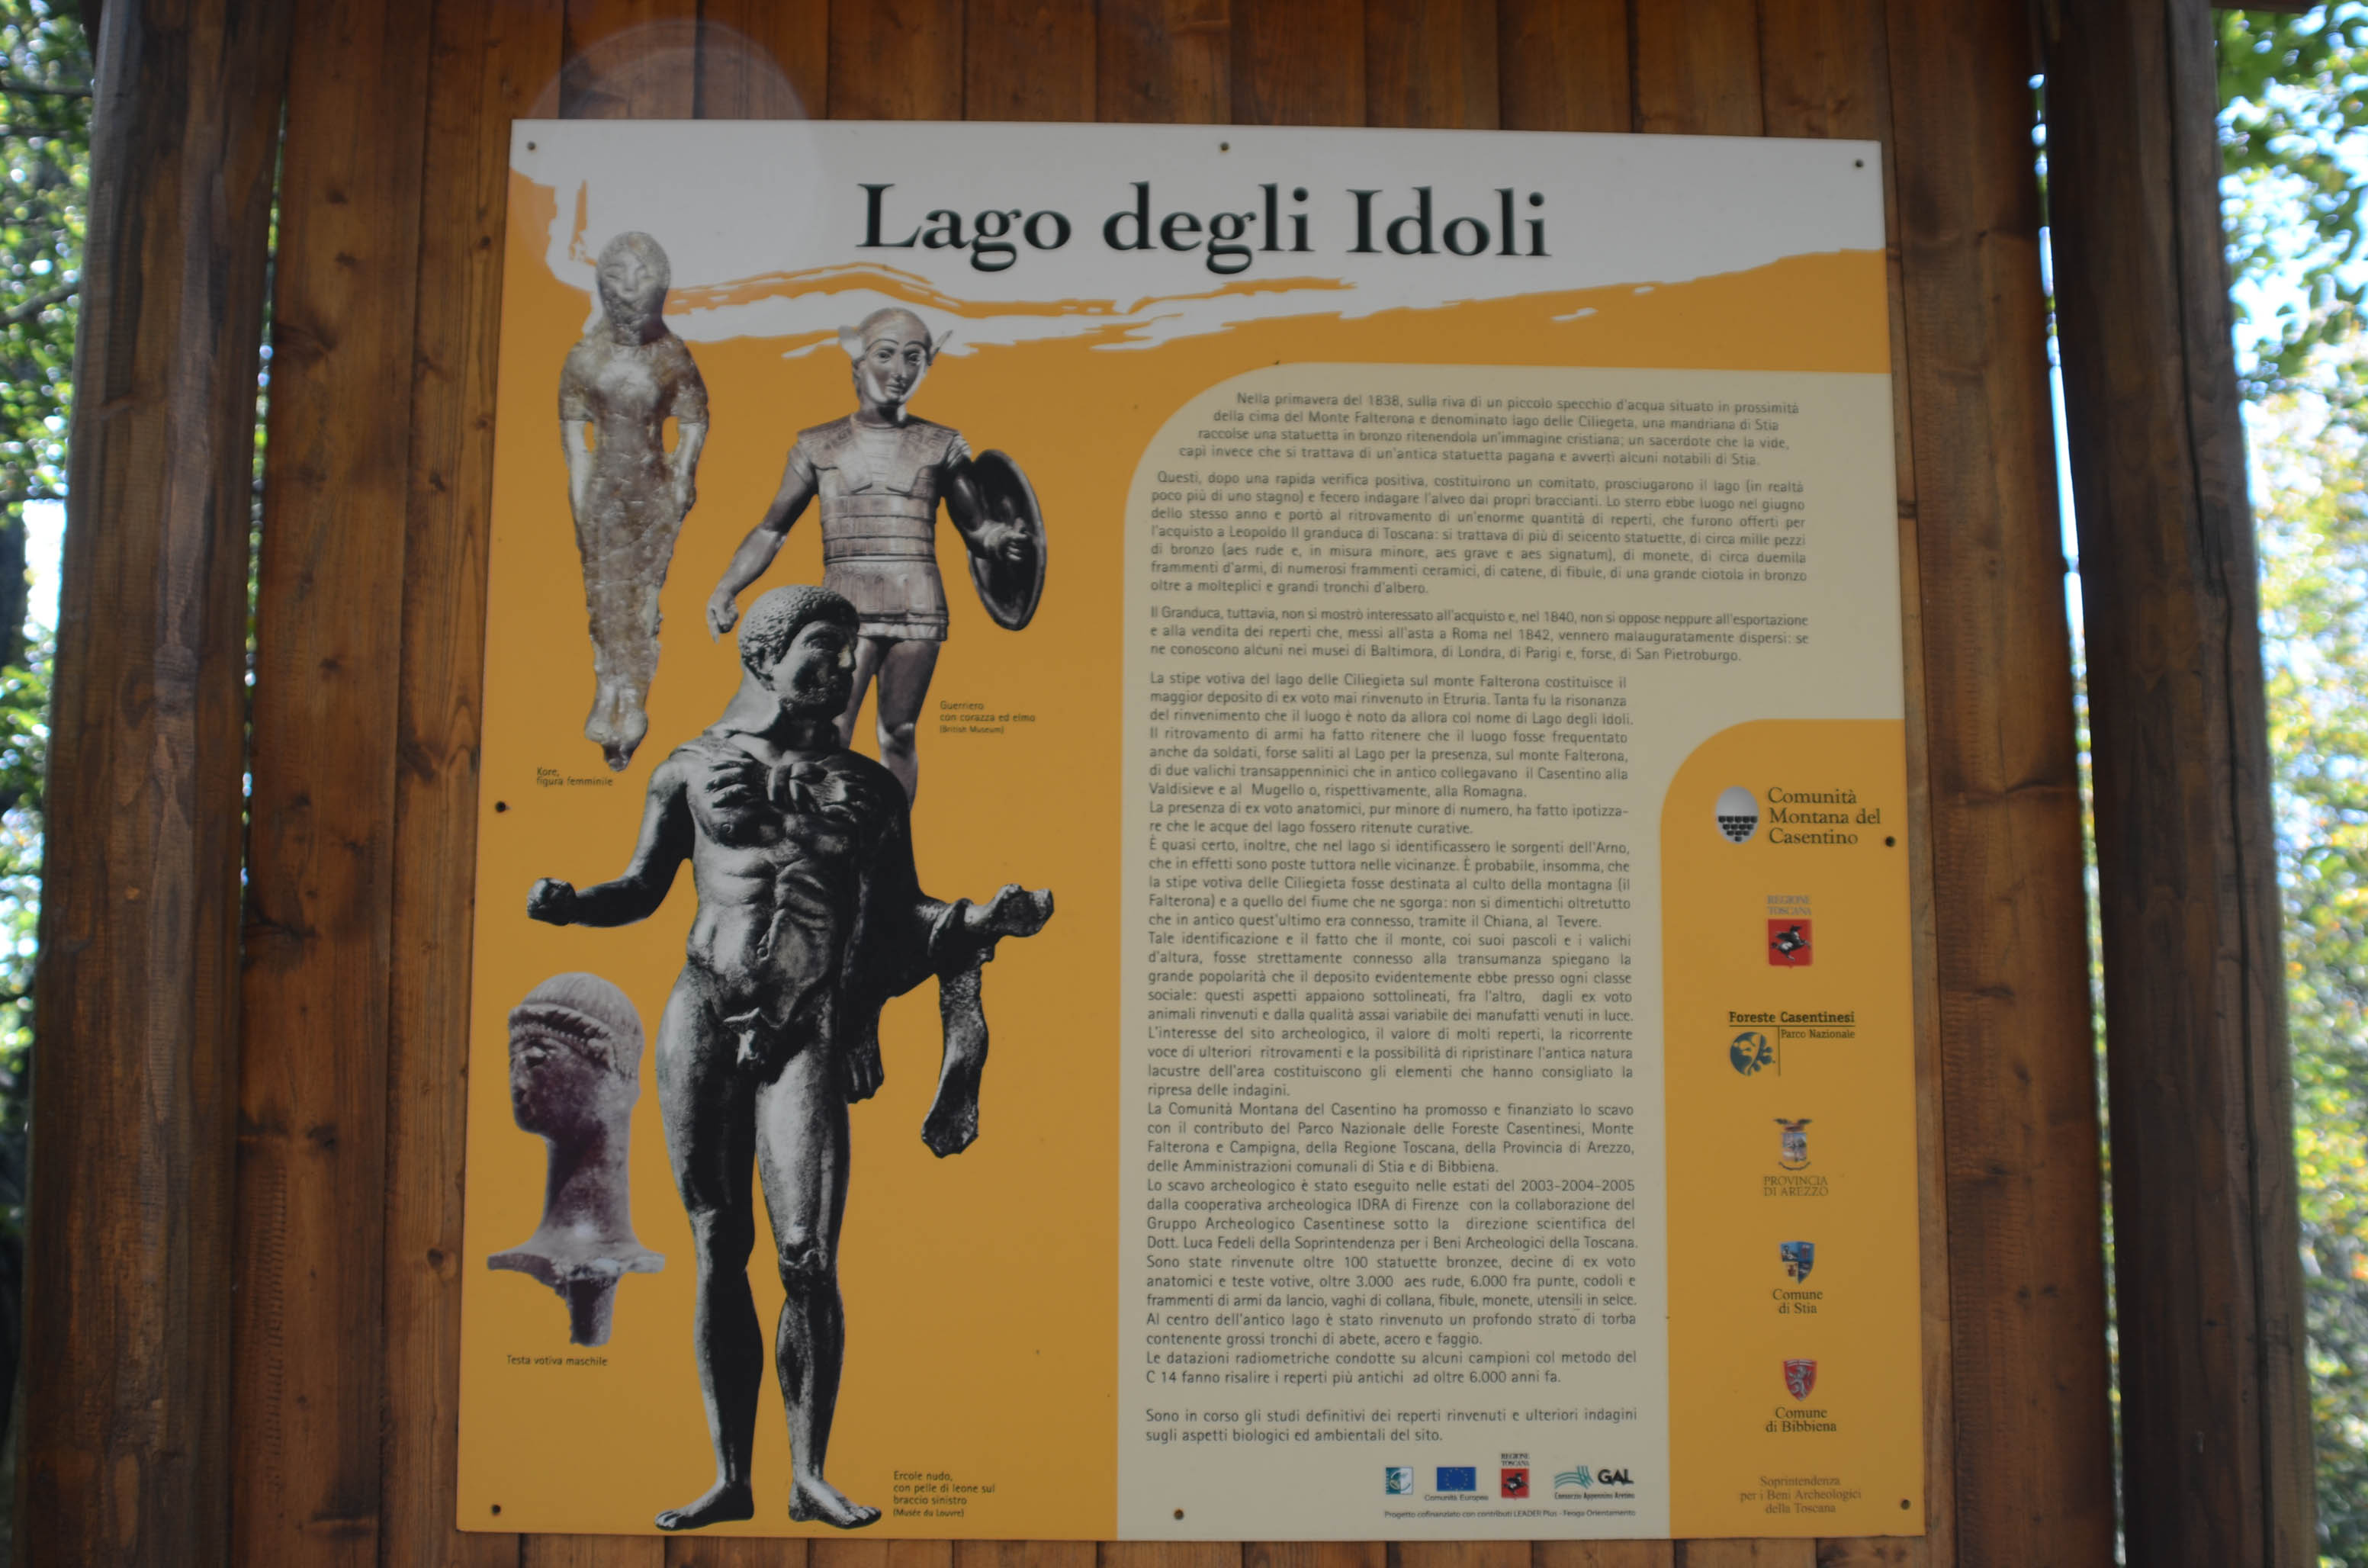 Lago degli Idoli
Nella primavera del 1838, sulla riva di un piccolo specchio d'acqua situato in prossimità
della cima del Monte Falterona e denominato lago delle Ciliegeta, una mandriana di Stia
raccolse una statuetta in bronzo ritenendola un'immagine cristiana; un sacerdote che la vide,
capì invece che si trattava di un'antica statuetta pagana e avvertì alcuni notabili di Stia.
Questi, dopo una rapida verifica positiva, costituirono un comitato, prosciugarono il lago (in realtà
poco più di uno stagno) e fecero indagare l'alveo dai propri braccianti. Lo sterro ebbe luogo nel giugno
dello stesso anno e portò al ritrovamento di un'enorme quantità di reperti, che furono offerti per
l'acquisto a Leopoldo II granduca di Toscana: si trattava di più di seicento statuette, di circa mille pezzi
di bronzo (aes rude e, in misura minore, aes grave e aes signatum), di monete, di circa duemila
frammenti d'armi, di numerosi frammenti ceramici, di catene, di fibule, di una grande ciotola in bronzo
oltre a molteplici e grandi tronchi d'albero.
Il Granduca, tuttavia, non si mostrò interessato all'acquisto e, nel 1840, non si oppose neppure all'esportazione
e alla vendita dei reperti che, messi all'asta a Roma nel 1842, vennero malauguratamente dispersi: se
ne conoscono alcuni nei musei di Baltimora, di Londra, di Parigi e, forse, di San Pietroburgo.
La stipe votiva del lago delle Ciliegieta sul monte Falterona costituisce il
maggior deposito di ex voto mai rinvenuto in Etruria. Tanta fu la risonanza
del rinvenimento che il luogo è noto da allora col nome di Lago degli Idoli.
Il ritrovamento di armi ha fatto ritenere che il luogo fosse frequentato
anche da soldati, forse saliti al Lago per la presenza, sul monte Falterona,
di due valichi transappenninici che in antico collegavano il Casentino alla
Valdisieve e al Mugello o, rispettivamente, alla Romagna.
La presenza di ex voto anatomici, pur minore di numero, ha fatto ipotizza-
re che le acque del lago fossero ritenute curative.
È quasi certo, inoltre, che nel lago si identificassero le sorgenti dell'Arno,
che in effetti sono poste tuttora nelle vicinanze. È probabile, insomma, che
la stipe votiva delle Ciliegieta fosse destinata al culto della montagna (il
Falterona) e a quello del fiume che ne sgorga: non si dimentichi oltretutto
che in antico quest'ultimo era connesso, tramite il Chiana, al Tevere.
Tale identificazione e il fatto che il monte, coi suoi pascoli e i valichi
d'altura, fosse strettamente connesso alla transumanza spiegano la
grande popolarità che il deposito evidentemente ebbe presso ogni classe
sociale: questi aspetti appaiono sottolineati, fra l'altro, dagli ex voto
animali rinvenuti e dalla qualità assai variabile dei manufatti venuti in luce.
L'interesse del sito archeologico, il valore di molti reperti, la ricorrente
voce di ulteriori ritrovamenti e la possibilità di ripristinare l'antica natura
lacustre dell'area costituiscono gli elementi che hanno consigliato la
ripresa delle indagini.
La Comunità Montana del Casentino ha promosso e finanziato lo scavo
con il contributo del Parco Nazionale delle Foreste Casentinesi, Monte
Falterona e Campigna, della Regione Toscana, della Provincia di Arezzo,
delle Amministrazioni comunali di Stia e di Bibbiena.
Lo scavo archeologico è stato eseguito nelle estati del 2003-2004-2005
dalla cooperativa archeologica IDRA di Firenze con la collaborazione del
Gruppo Archeologico Casentinese sotto la direzione scientifica del
Dott. Luca Fedeli della Soprintendenza per i Beni Archeologici della Toscana.
Sono state rinvenute oltre 100 statuette bronzee, decine di ex voto
anatomici e teste votive, oltre 3.000 aes rude, 6.000 fra punte, codoli e
frammenti di armi da lancio, vaghi di collana, fibule, monete, utensili in selce.
Al centro dell'antico lago è stato rinvenuto un profondo strato di torba
contenente grossi tronchi di abete, acero e faggio.
Le datazioni radiometriche condotte su alcuni campioni col metodo del
C 14 fanno risalire i reperti più antichi ad oltre 6.000 anni fa.
Sono in corso gli studi definitivi dei reperti rinvenuti e ulteriori indagini
sugli aspetti biologici ed ambientali del sito.
Kore,
figura femminile
Guerriero
con corazza ed elmo
(British Museum)
Testa votiva maschile
Ercole nudo,
con pelle di leone sul
braccio sinistro
(Musée du Louvre)
Comunità
Montana del
Casentino
REGIONE
TOSCANA
Foreste Casentinesi
Parco Nazionale
PROVINCIA
DI AREZZO
Comune
di Stia
Comune
di Bibbiena
Soprintendenza
per i Beni Archeologici
della Toscana
Comunità Europea
REGIONE
TOSCANA
GAL
Consorzio Appennino Aretino
Progetto cofinanziato con contributi LEADER Plus - Feoga Orientamento